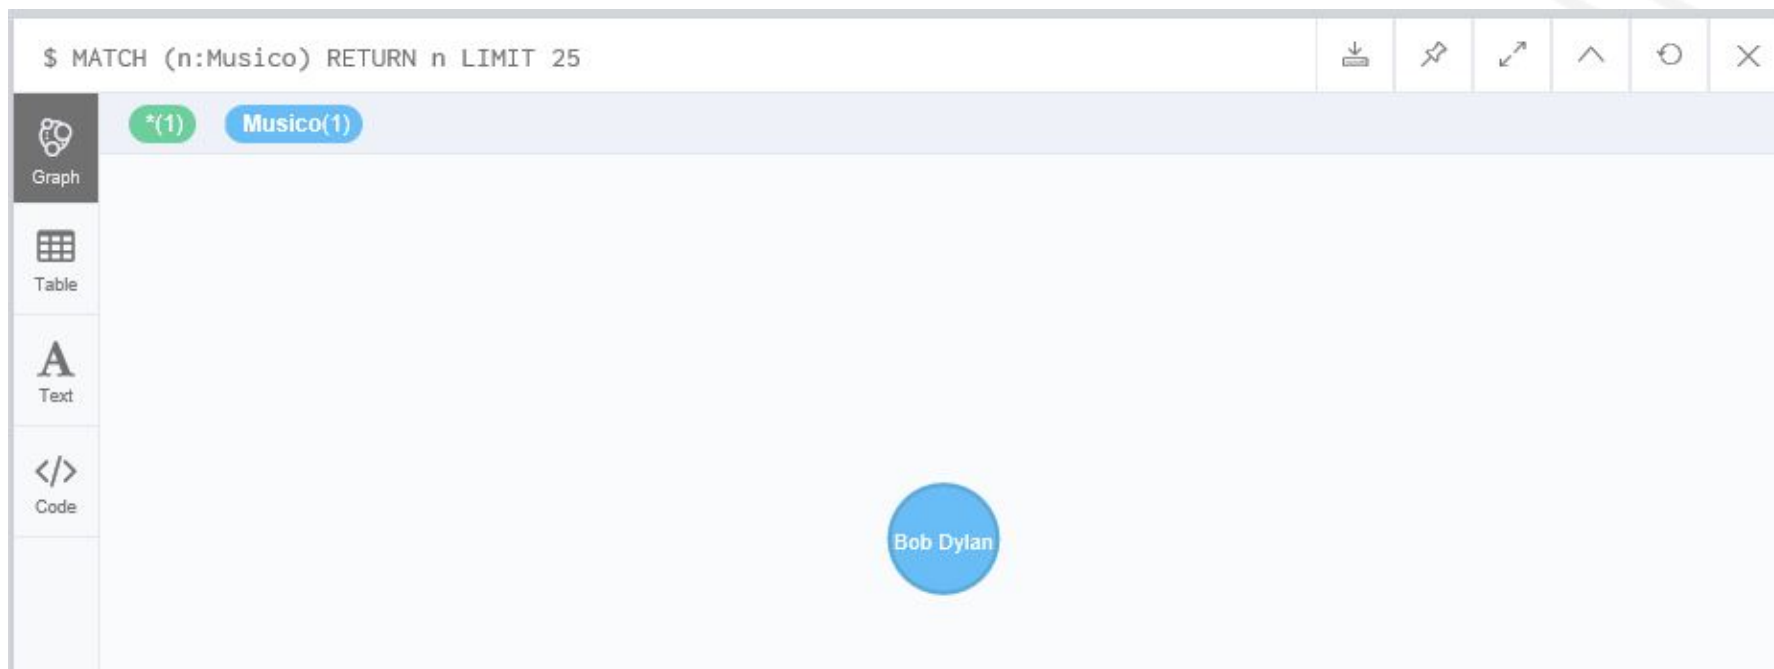 $ MATCH (n:Musico) RETURN n LIMIT 25
*(1) Musico(1)
Graph
Table
A
Text
</>
Code
Bob Dylan